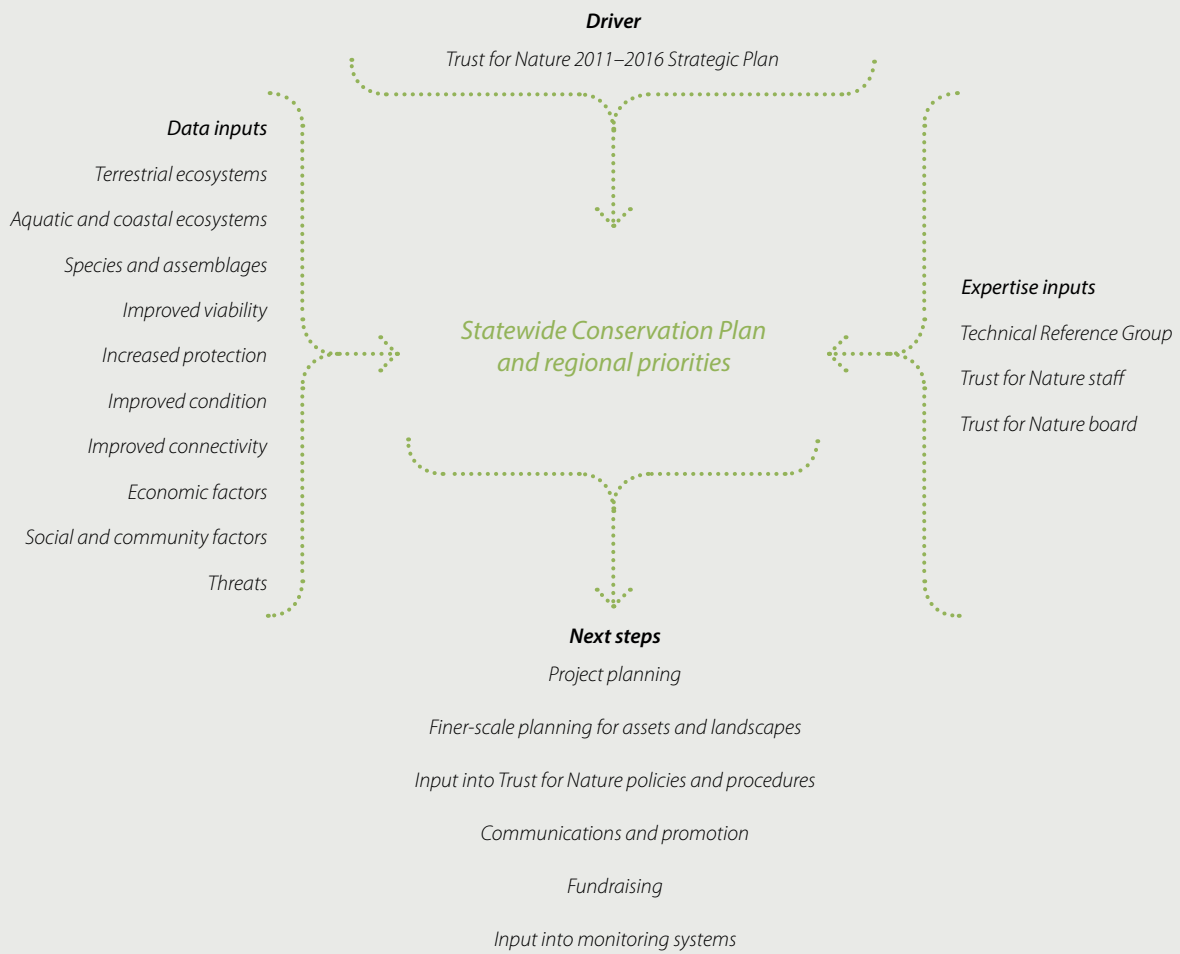 Driver
Trust for Nature 2011–2016 Strategic Plan
Data inputs
Terrestrial ecosystems
Aquatic and coastal ecosystems
Species and assemblages
Improved viability
Increased protection
Improved condition
Improved connectivity
Economic factors
Social and community factors
Threats
Statewide Conservation Plan
and regional priorities
Expertise inputs
Technical Reference Group
Trust for Nature staff
Trust for Nature board
Next steps
Project planning
Finer-scale planning for assets and landscapes
Input into Trust for Nature policies and procedures
Communications and promotion
Fundraising
Input into monitoring systems